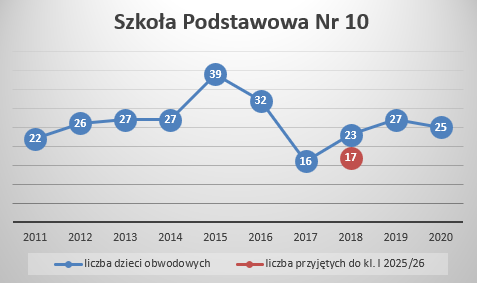 Szkoła Podstawowa Nr 10
22 26 27 27 39 32 16 23 27 25
17
2011 2012 2013 2014 2015 2016 2017 2018 2019 2020
liczba dzieci obwodowych liczba przyjętych do kl. I 2025/26